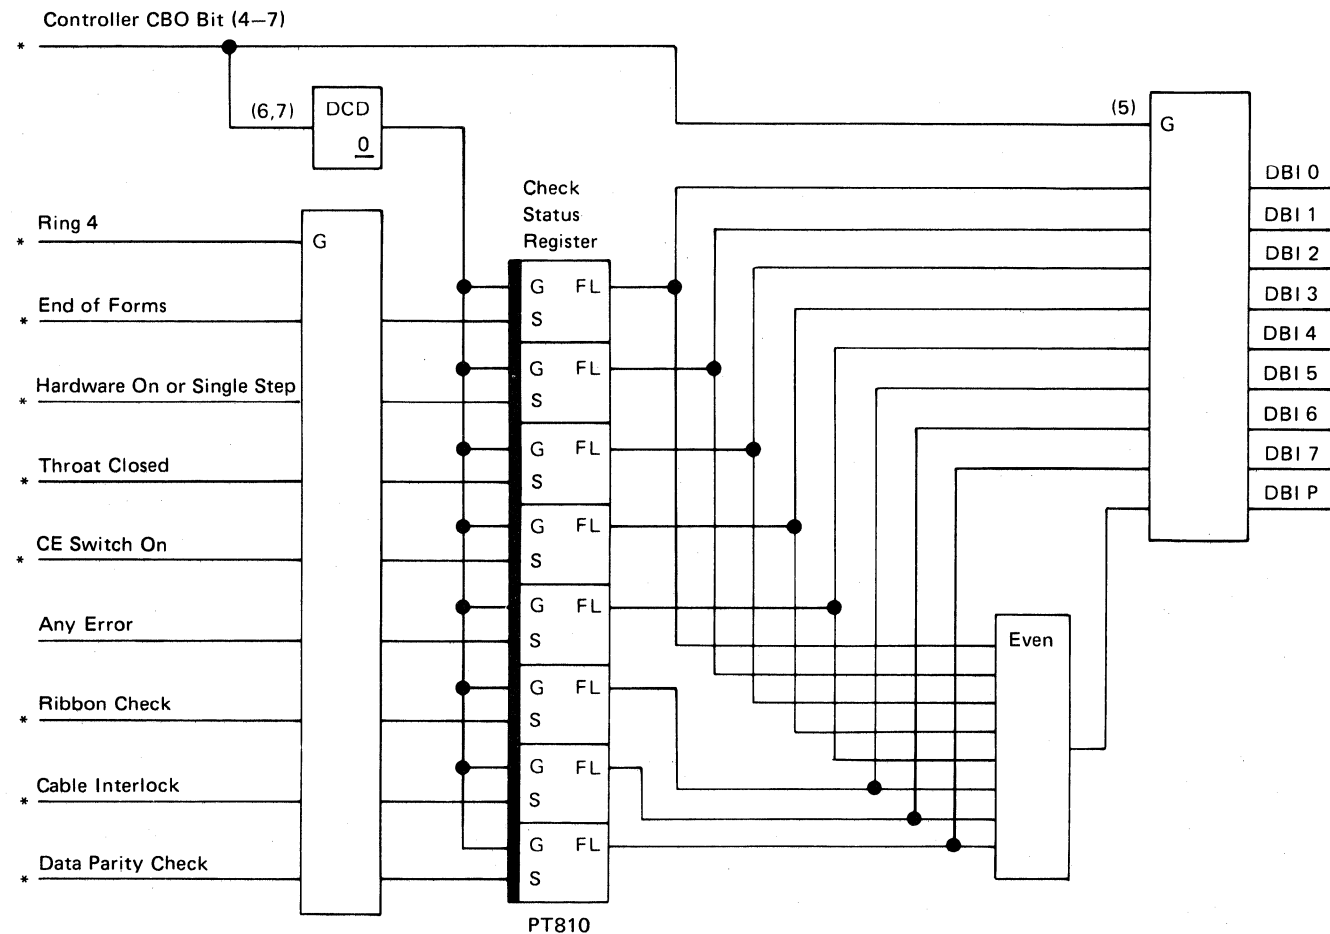 Controller CBO Bit (4–7)
*
(6,7)
DCD
0
(5)
G
DBI 0
DBI 1
DBI 2
DBI 3
DBI 4
DBI 5
DBI 6
DBI 7
DBI P
Check
Status
Register
Ring 4
*
G
End of Forms
*
Hardware On or Single Step
*
Throat Closed
*
CE Switch On
*
Any Error
Ribbon Check
*
Cable Interlock
*
Data Parity Check
*
G FL
S
G FL
S
G FL
S
G FL
S
G FL
S
G FL
S
G FL
S
G FL
S
PT810
Even